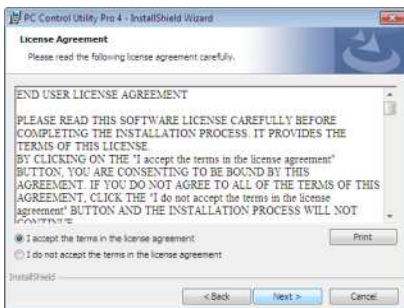 PC Control Utility Pro 4 - InstallShield Wizard
License Agreement
Please read the following license agreement carefully.
END USER LICENSE AGREEMENT
PLEASE READ THIS SOFTWARE LICENSE CAREFULLY BEFORE
COMPLETING THE INSTALLATION PROCESS. IT PROVIDES THE
TERMS OF THIS LICENSE.
BY CLICKING ON THE "I accept the terms in the license agreement"
BUTTON, YOU ARE CONSENTING TO BE BOUND BY THIS
AGREEMENT. IF YOU DO NOT AGREE TO ALL OF THE TERMS OF THIS
AGREEMENT, CLICK THE "I do not accept the terms in the license
agreement" BUTTON AND THE INSTALLATION PROCESS WILL NOT
CONTINUE
I accept the terms in the license agreement
Print
I do not accept the terms in the license agreement
InstallShield
< Back
Next >
Cancel